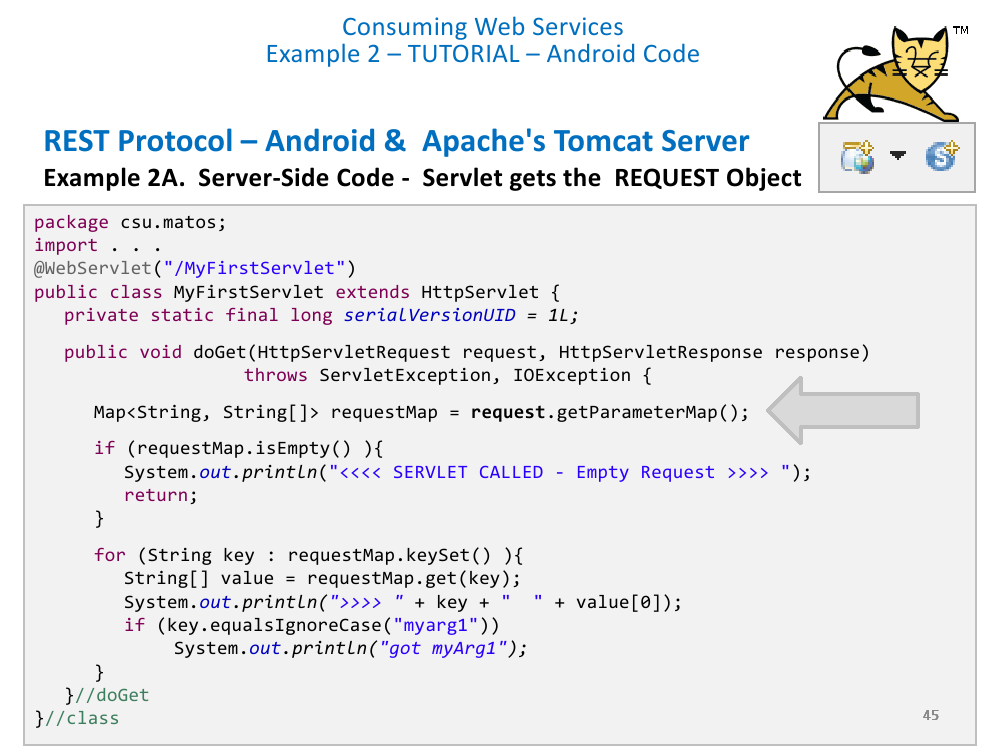 Consuming Web Services
Example 2 – TUTORIAL – Android Code
TM
REST Protocol – Android & Apache's Tomcat Server
Example 2A. Server-Side Code - Servlet gets the REQUEST Object
S
package csu.matos;
import . . .
@WebServlet("/MyFirstServlet")
public class MyFirstServlet extends HttpServlet {
private static final long serialVersionUID = 1L;
public void doGet(HttpServletRequest request, HttpServletResponse response)
throws ServletException, IOException {
Map<String, String[]> requestMap = request.getParameterMap();
if (requestMap.isEmpty() ){
System.out.println("<<<< SERVLET CALLED - Empty Request >>>> ");
return;
}
for (String key : requestMap.keySet() ){
String[] value = requestMap.get(key);
System.out.println(">>>> " + key + "  " + value[0]);
if (key.equalsIgnoreCase("myarg1"))
System.out.println("got myArg1");
}
}//doGet
}//class
45